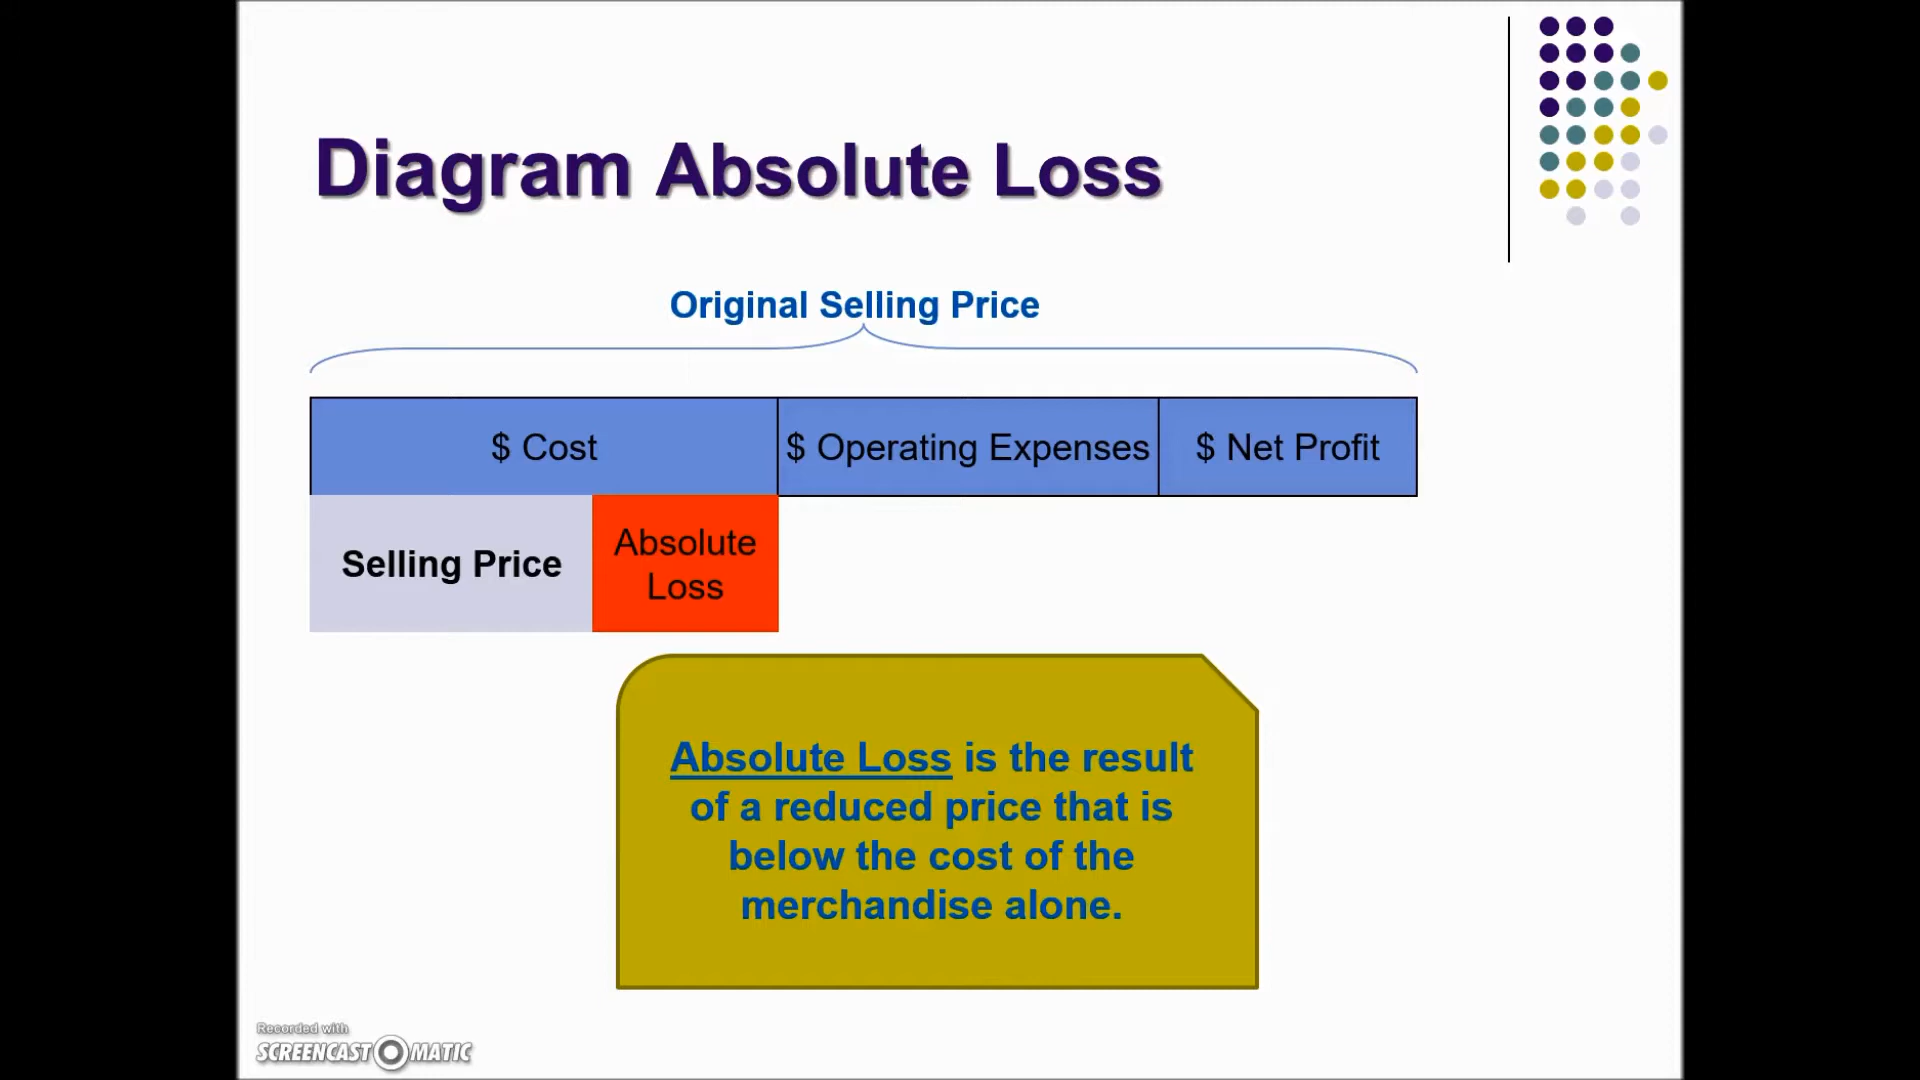 Diagram Absolute Loss
Original Selling Price
$ Cost
$ Operating Expenses
$ Net Profit
Selling Price
Absolute
Loss
Absolute Loss is the result
of a reduced price that is
below the cost of the
merchandise alone.
Recorded with
SCREENCAST MATIC